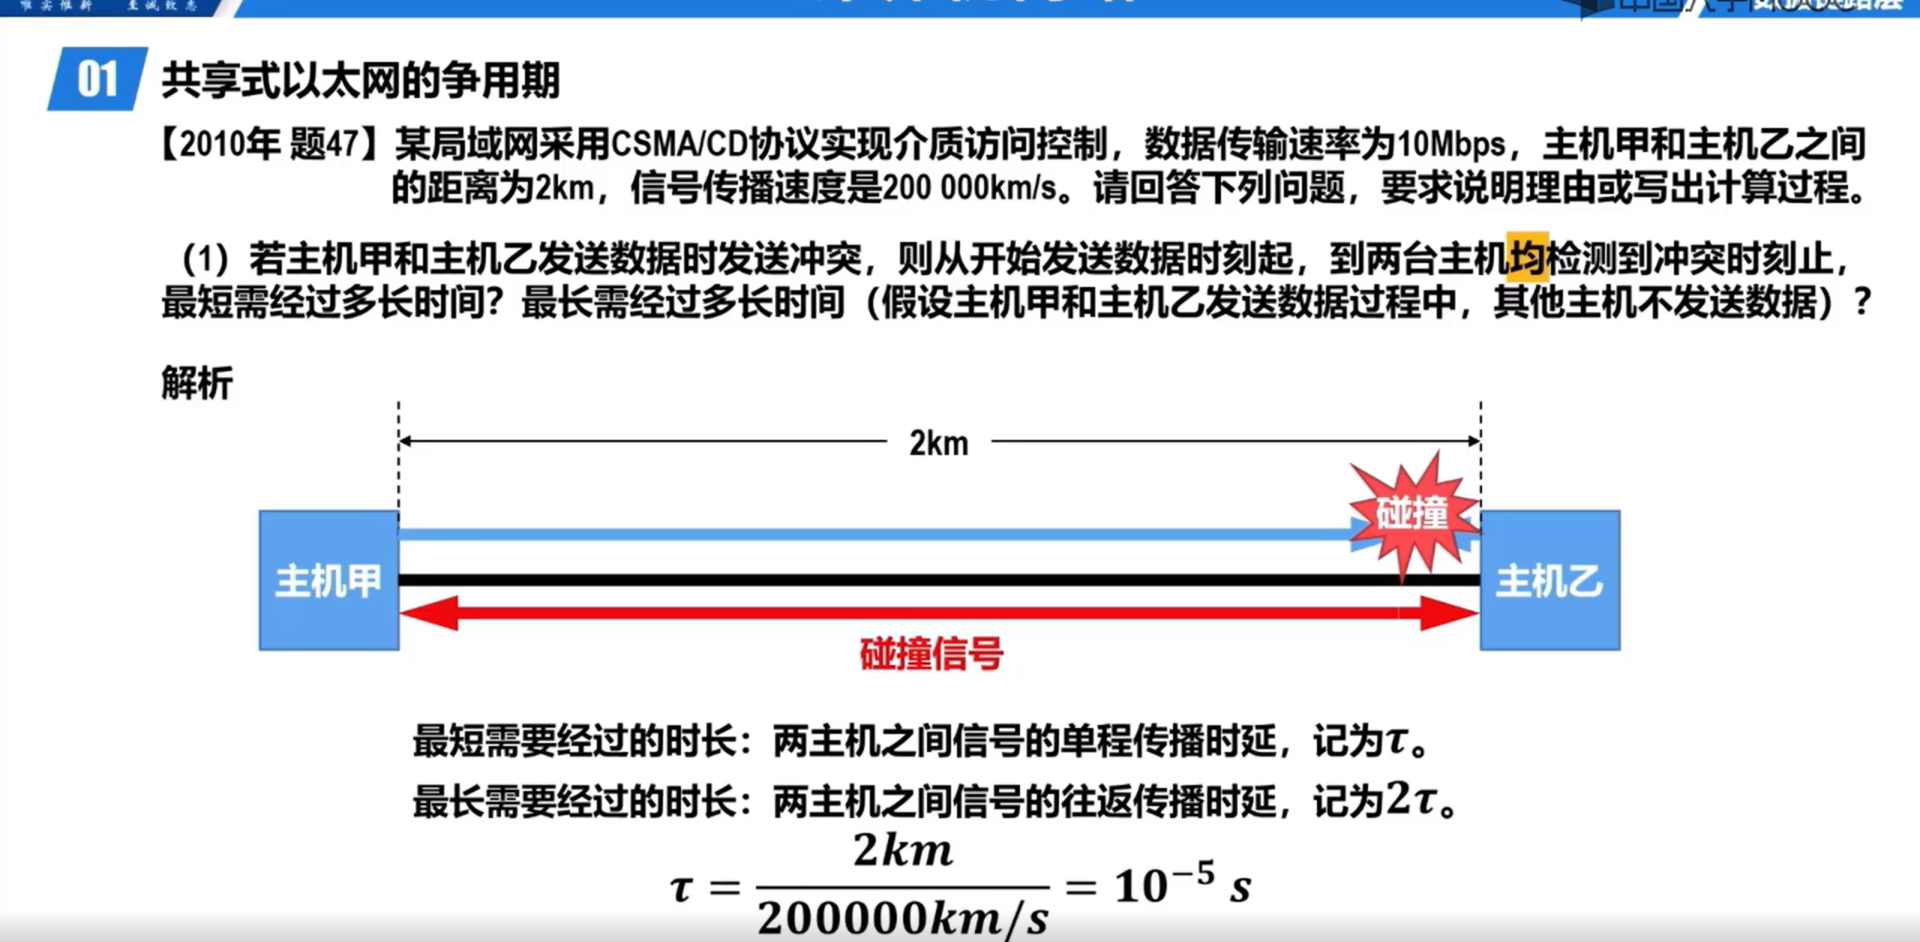 唯实惟新 至诚致志
01 共享式以太网的争用期
【2010年 题47】某局域网采用CSMA/CD协议实现介质访问控制，数据传输速率为10Mbps，主机甲和主机乙之间
的距离为2km，信号传播速度是200 000km/s。请回答下列问题，要求说明理由或写出计算过程。
（1）若主机甲和主机乙发送数据时发送冲突，则从开始发送数据时刻起，到两台主机均检测到冲突时刻止，
最短需经过多长时间？最长需经过多长时间（假设主机甲和主机乙发送数据过程中，其他主机不发送数据）？
解析
2km
碰撞
主机甲
主机乙
碰撞信号
最短需要经过的时长：两主机之间信号的单程传播时延，记为τ。
最长需要经过的时长：两主机之间信号的往返传播时延，记为2τ。
τ = 2km / 200000km/s = 10⁻⁵ s